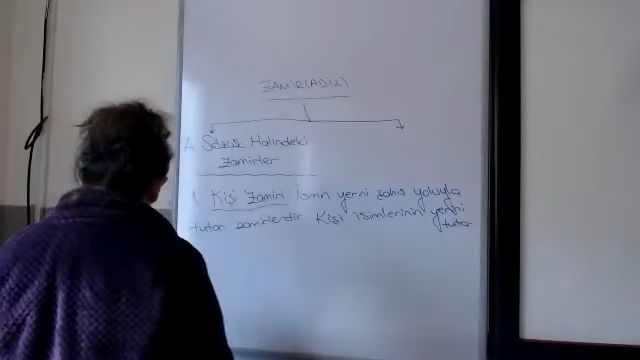 ZAMİR(ADIL)
A. Sözcük Halindeki
Zamirler
1. Kişi Zamiri: İsmin yerini şahıs yoluyla
tutan zamirlerdir Kişi isimlerinin yerini
tutar